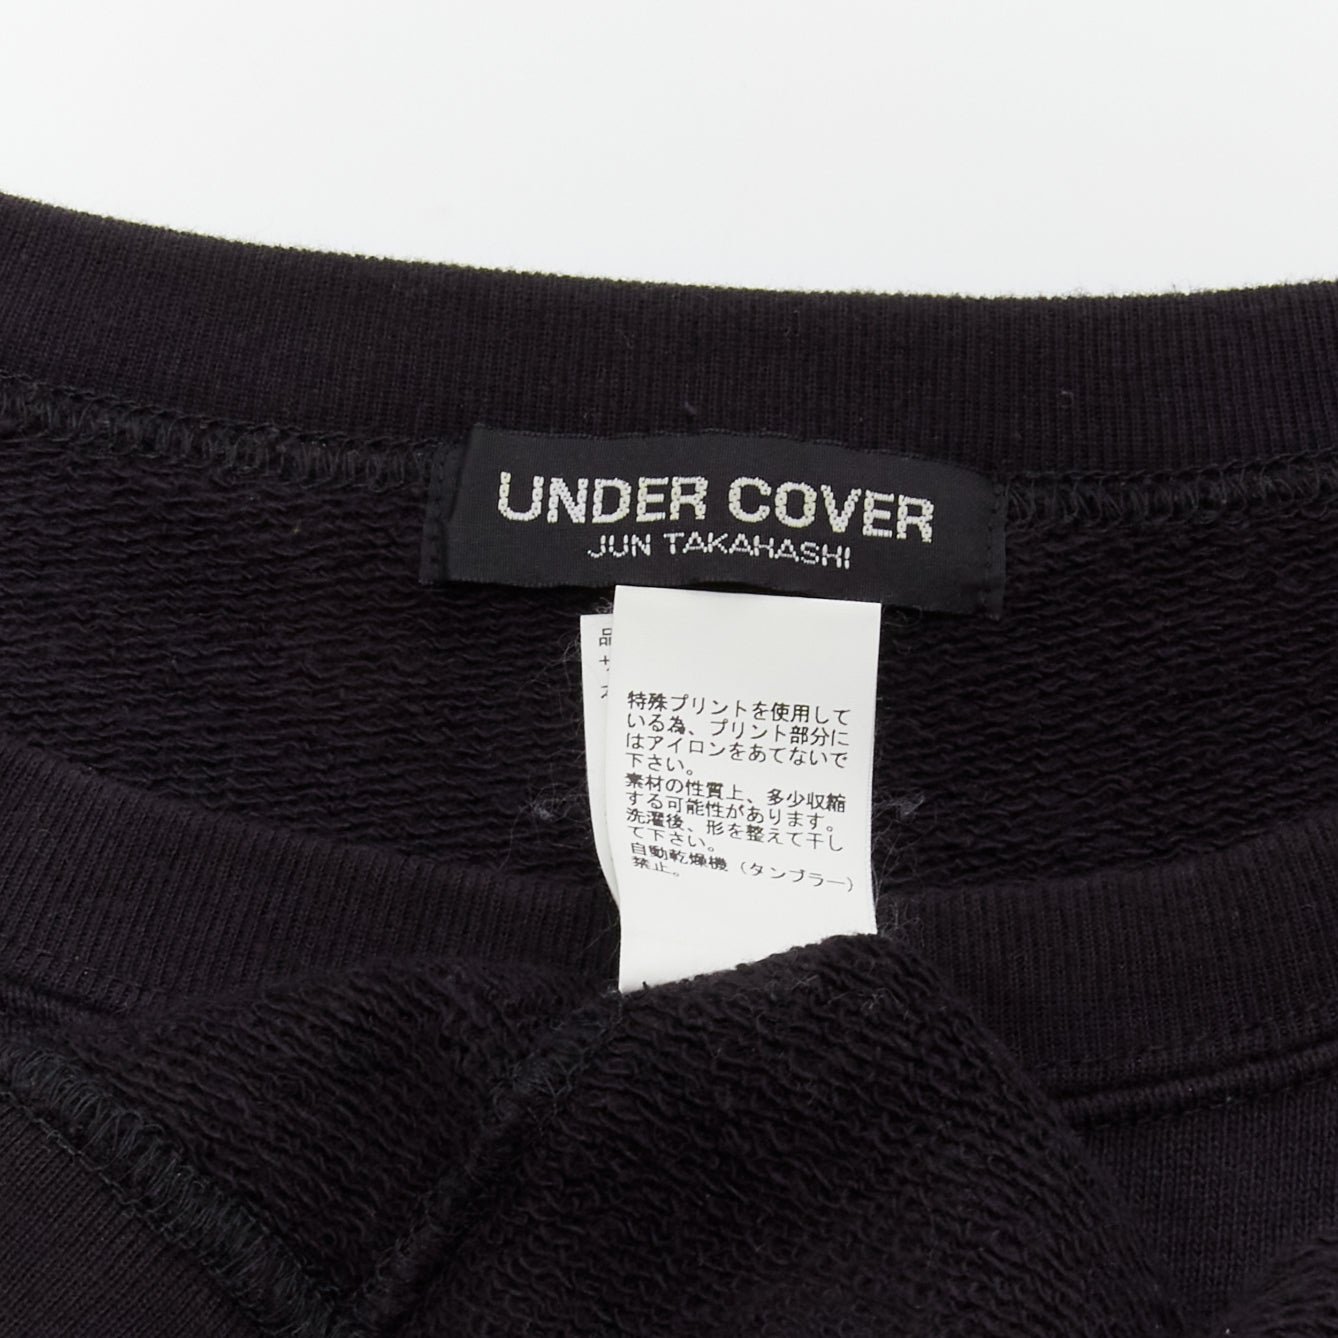 UNDER COVER
JUN TAKAHASHI
品
サ
特殊プリントを使用して
いる為、プリント部分に
はアイロンをあてないで
下さい。
素材の性質上、多少収縮
する可能性があります。
洗濯後、形を整えて干し
て下さい。
自動乾燥機（タンブラー）
禁止。